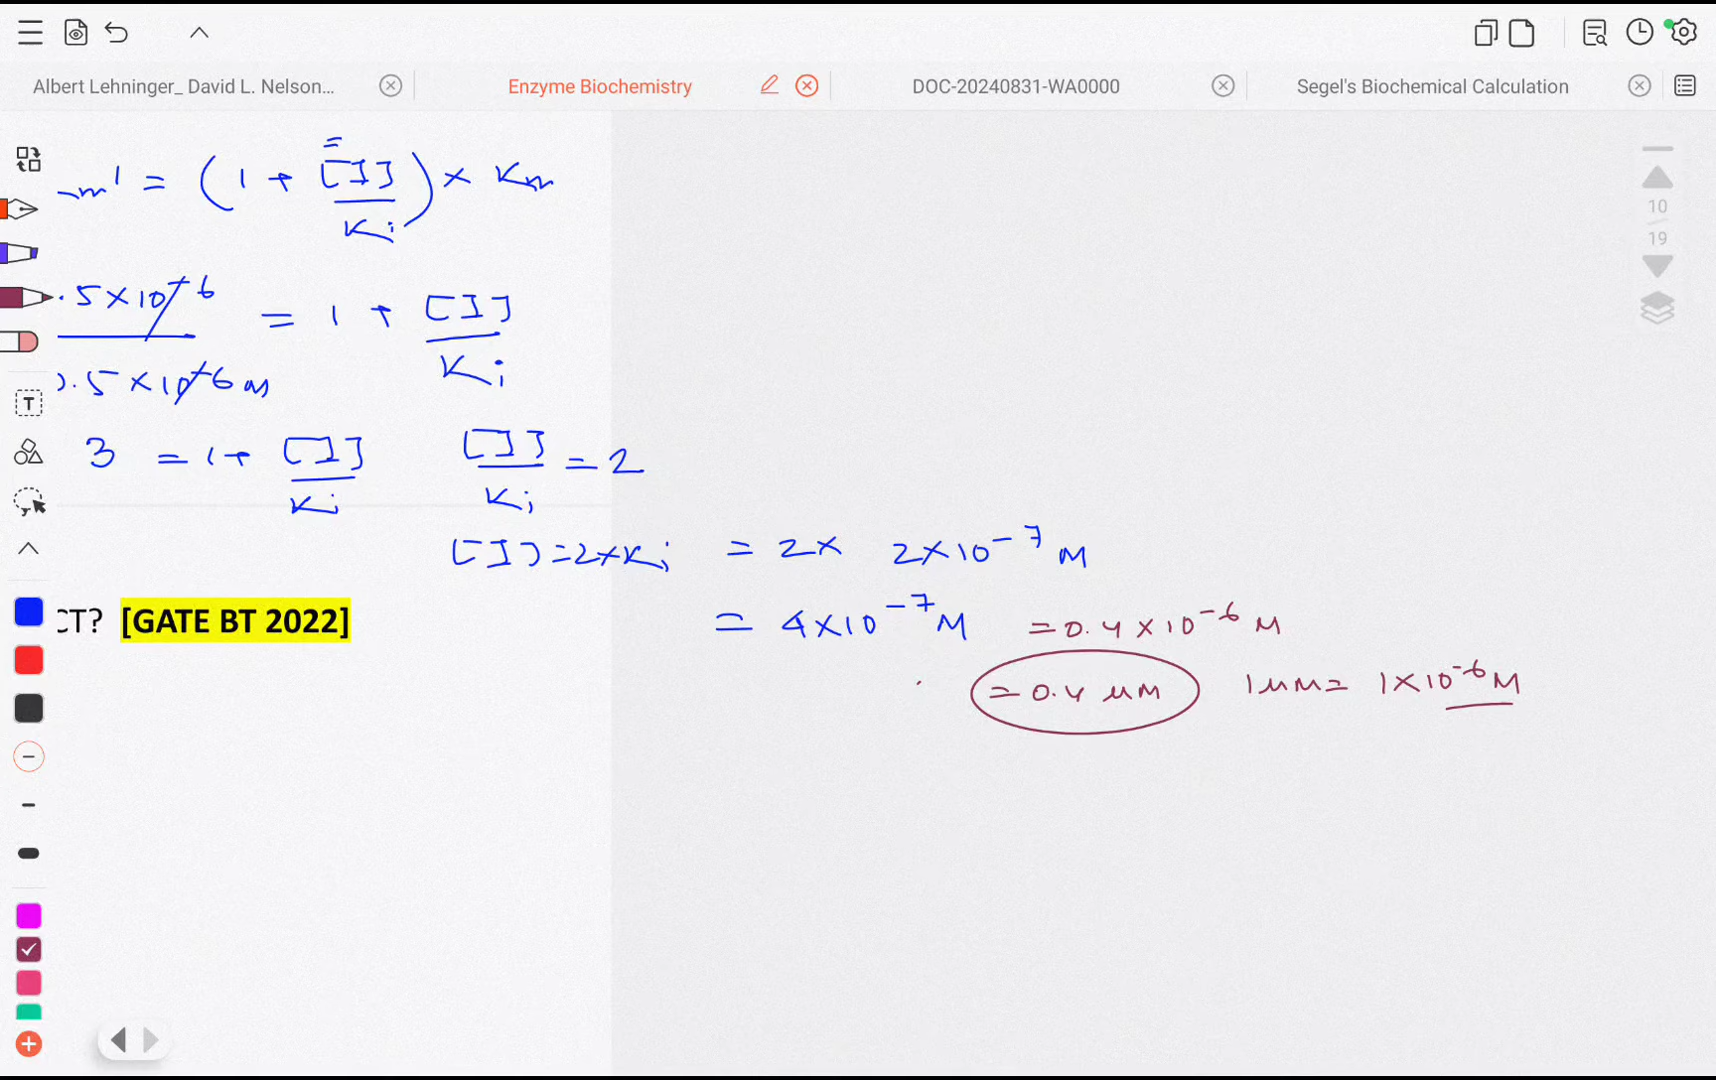 Albert Lehninger_ David L. Nelson...
Enzyme Biochemistry
DOC-20240831-WA0000
Segel's Biochemical Calculation
10
19
m' = (1 + [I]/Ki) × Km
.5 × 10^-6 / .5 × 10^-6 M = 1 + [I]/Ki
3 = 1 + [I]/Ki
[I]/Ki = 2
[I] = 2 × Ki = 2 × 2 × 10^-7 M
= 4 × 10^-7 M = 0.4 × 10^-6 M
= 0.4 μM 1 μM = 1 × 10^-6 M
CT? [GATE BT 2022]
T